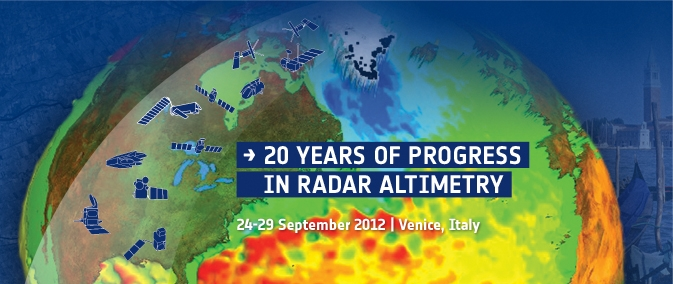 → 20 YEARS OF PROGRESS
IN RADAR ALTIMETRY
24-29 September 2012 | Venice, Italy